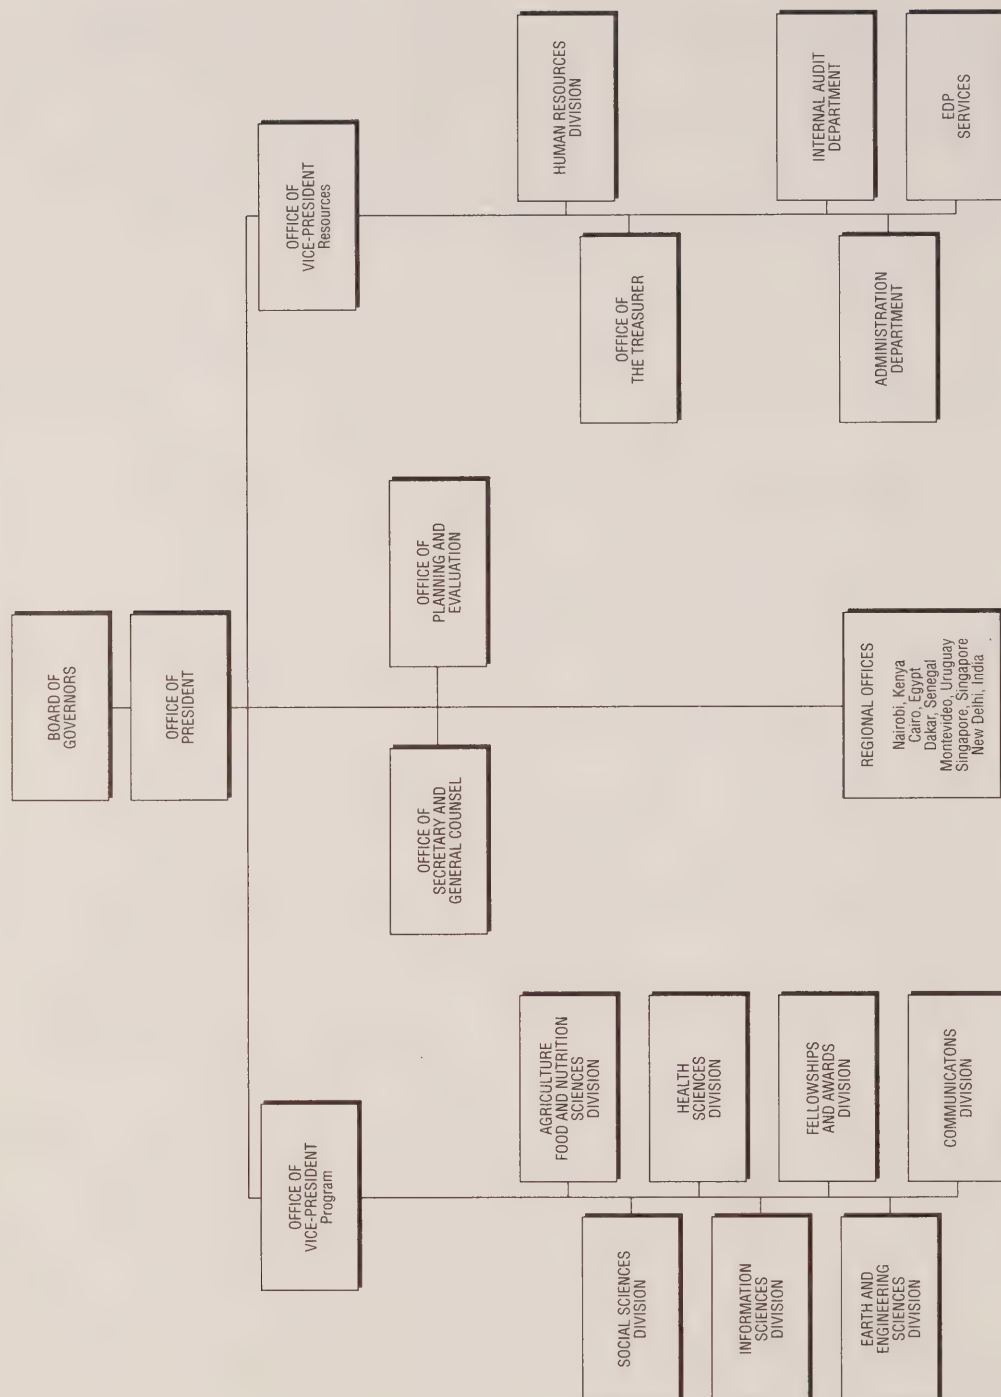 BOARD OF
GOVERNORS
OFFICE OF
PRESIDENT
OFFICE OF
VICE-PRESIDENT
Program
OFFICE OF
VICE-PRESIDENT
Resources
OFFICE OF
SECRETARY AND
GENERAL COUNSEL
OFFICE OF
PLANNING AND
EVALUATION
AGRICULTURE
FOOD AND NUTRITION
SCIENCES
DIVISION
SOCIAL SCIENCES
DIVISION
HEALTH
SCIENCES
DIVISION
INFORMATION
SCIENCES
DIVISION
FELLOWSHIPS
AND AWARDS
DIVISION
EARTH AND
ENGINEERING
SCIENCES
DIVISION
COMMUNICATONS
DIVISION
REGIONAL OFFICES
Nairobi, Kenya
Cairo, Egypt
Dakar, Senegal
Montevideo, Uruguay
Singapore, Singapore
New Delhi, India
HUMAN RESOURCES
DIVISION
OFFICE OF
THE TREASURER
INTERNAL AUDIT
DEPARTMENT
ADMINISTRATION
DEPARTMENT
EDP
SERVICES